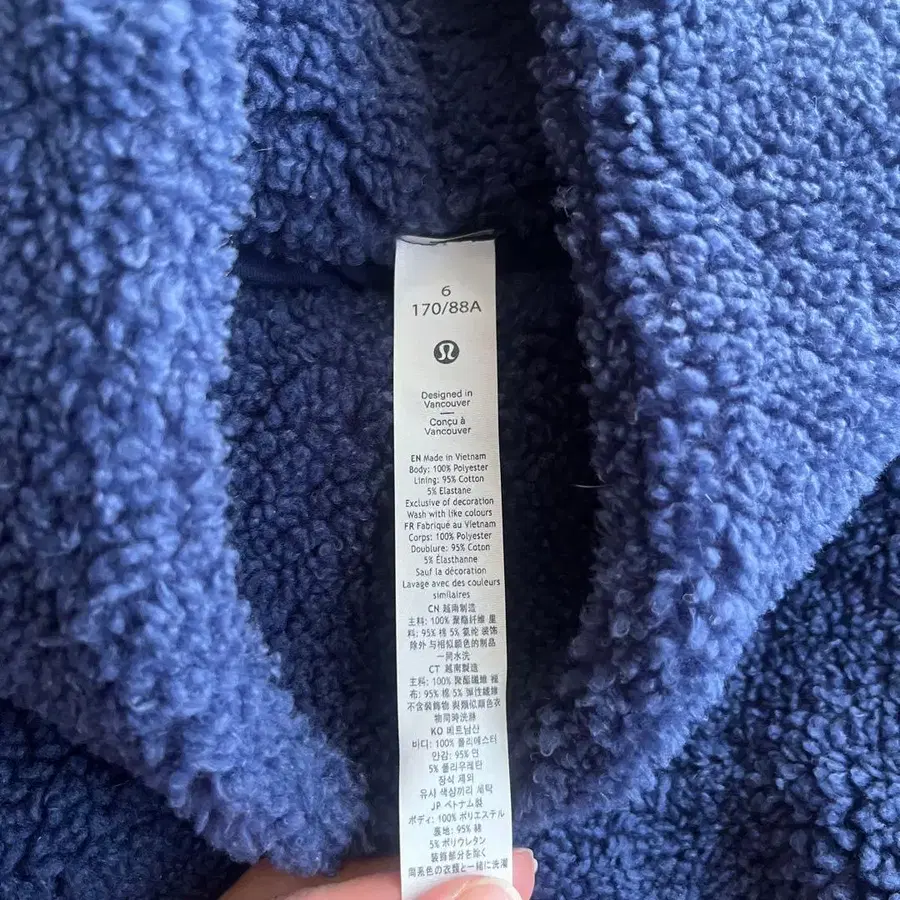 6
170/88A
Designed in
Vancouver
Conçu à
Vancouver
EN Made in Vietnam
Body: 100% Polyester
Lining: 95% Cotton
5% Elastane
Exclusive of decoration
Wash with like colours
FR Fabriqué au Vietnam
Corps: 100% Polyester
Doublure: 95% Coton
5% Élasthanne
Sauf la décoration
Lavage avec des couleurs
similaires
CN 越南制造
主料: 100% 聚酯纤维 里
料: 95% 棉 5% 氨纶 装饰
除外 与相似颜色的制品
一同水洗
CT 越南製造
主料: 100% 聚酯纖維 裡
布: 95% 棉 5% 弹性纖維
不含裝飾物 與類似顏色衣
物同時洗滌
KO 베트남산
바디: 100% 폴리에스터
안감: 95% 면
5% 폴리우레탄
장식 제외
유사 색상끼리 세탁
JP ベトナム製
ボディ: 100% ポリエステル
裏地: 95% 綿
5% ポリウレタン
装飾部分を除く
同系色の衣類と一緒に洗濯